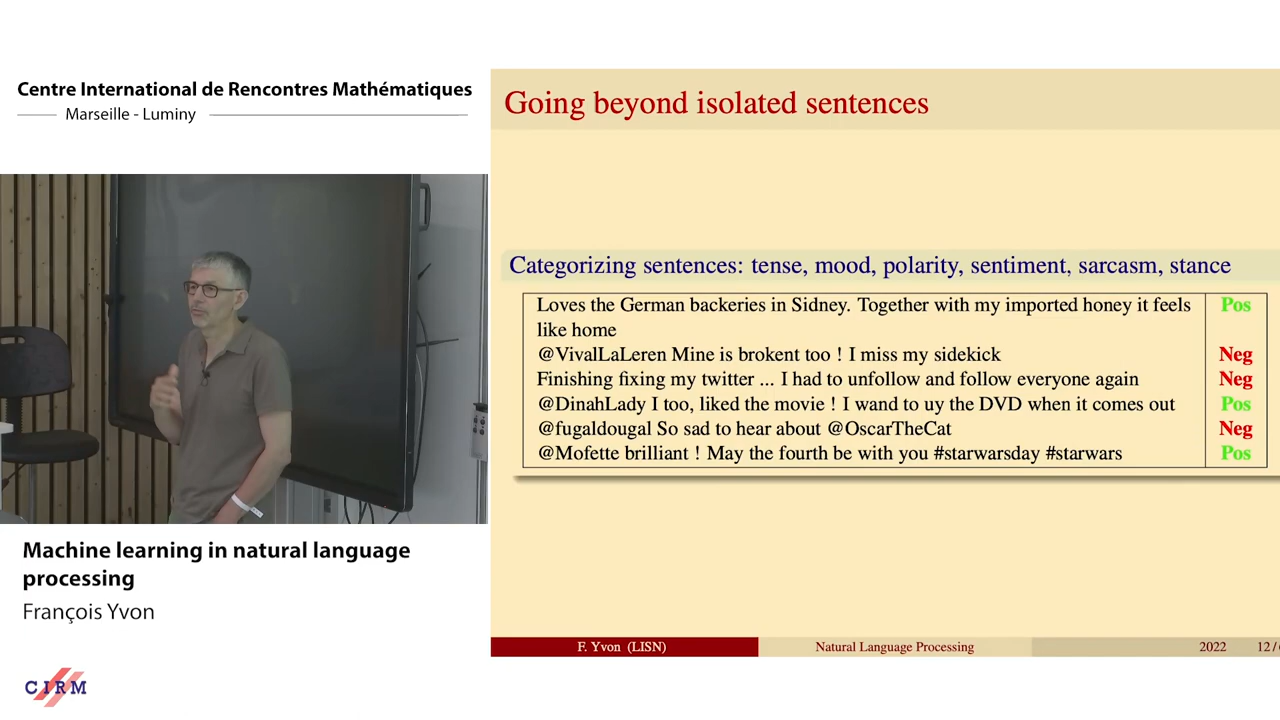 Centre International de Rencontres Mathématiques
Marseille - Luminy
Going beyond isolated sentences
Categorizing sentences: tense, mood, polarity, sentiment, sarcasm, stance
Loves the German backeries in Sidney. Together with my imported honey it feels Pos
like home
@VivalLaLeren Mine is brokent too ! I miss my sidekick Neg
Finishing fixing my twitter ... I had to unfollow and follow everyone again Neg
@DinahLady I too, liked the movie ! I wand to uy the DVD when it comes out Pos
@fugaldougal So sad to hear about @OscarTheCat Neg
@Mofette brilliant ! May the fourth be with you #starwarsday #starwars Pos
Machine learning in natural language
processing
François Yvon
F. Yvon (LISN) Natural Language Processing 2022 12 /
CIRM